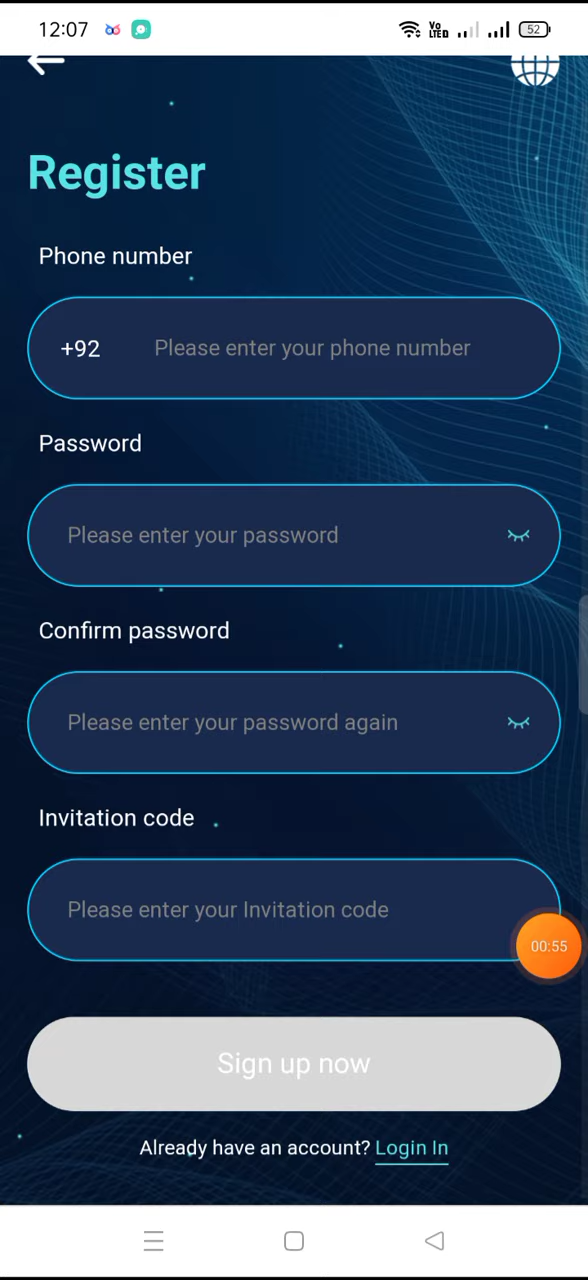 12:07
Vo
LTED
52
Register
Phone number
+92 Please enter your phone number
Password
Please enter your password
Confirm password
Please enter your password again
Invitation code
Please enter your Invitation code
00:55
Sign up now
Already have an account? Login In